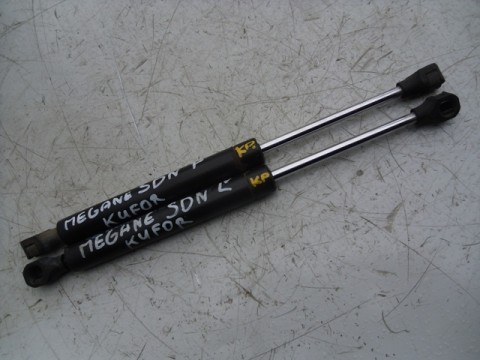 MEGANE SDN P
KUFOR
KP
MEGANE SDN L
KUFOR
KP